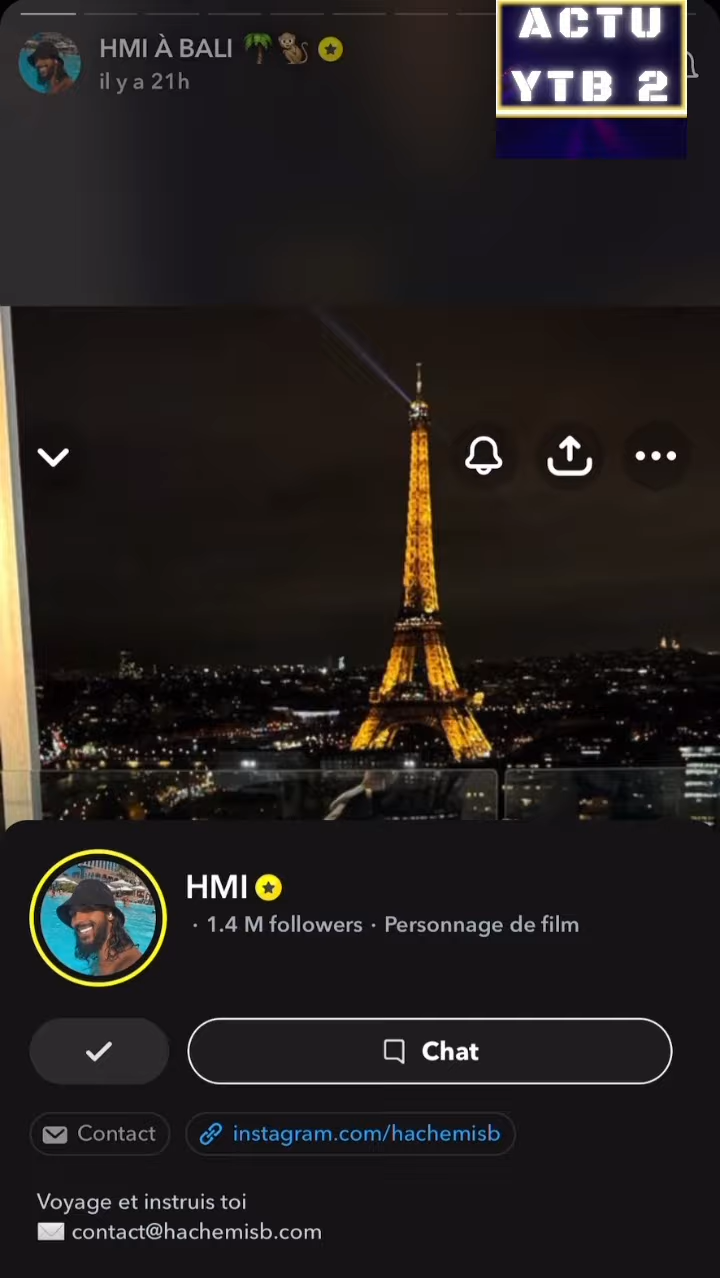 HMI À BALI 🌴🐒
il y a 21h
ACTU
YTB 2
HMI
· 1.4 M followers · Personnage de film
Chat
Contact
instagram.com/hachemisb
Voyage et instruis toi
✉️ contact@hachemisb.com